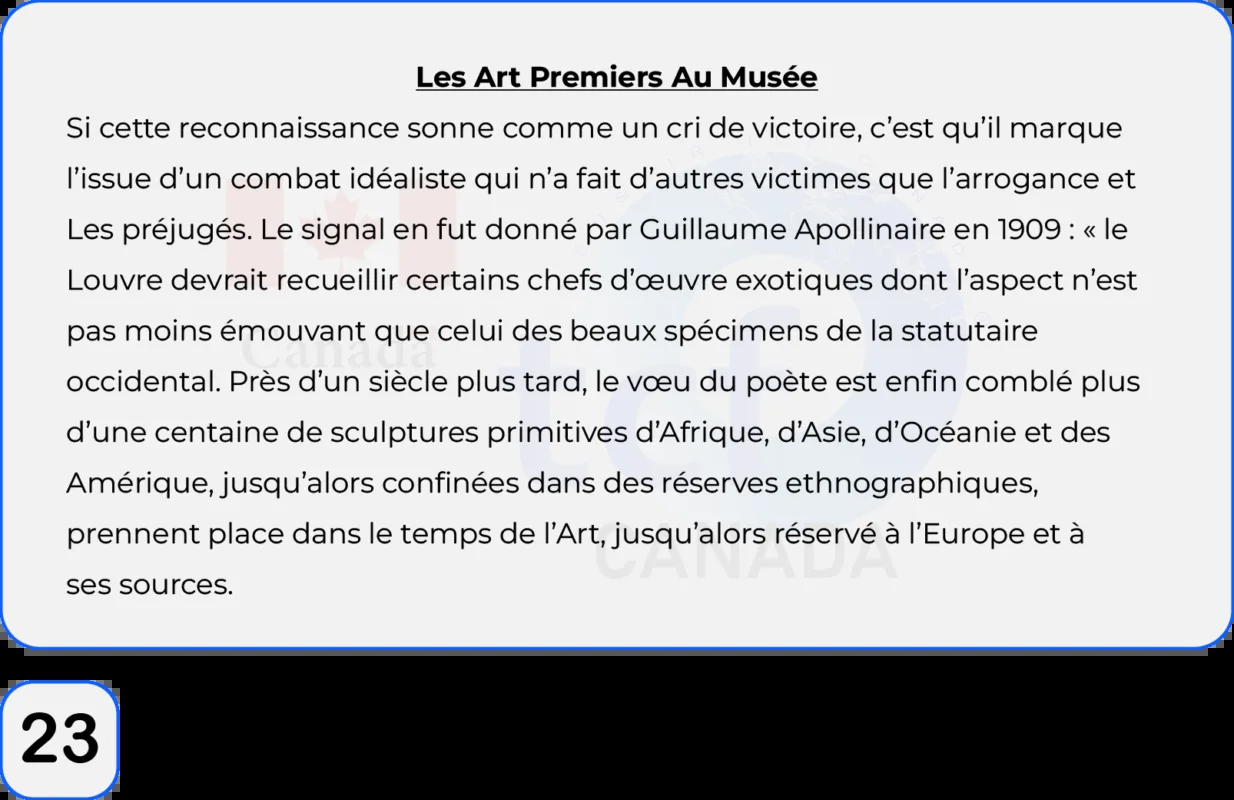 Les Art Premiers Au Musée
Si cette reconnaissance sonne comme un cri de victoire, c’est qu’il marque
l’issue d’un combat idéaliste qui n’a fait d’autres victimes que l’arrogance et
Les préjugés. Le signal en fut donné par Guillaume Apollinaire en 1909 : « le
Louvre devrait recueillir certains chefs d’œuvre exotiques dont l’aspect n’est
pas moins émouvant que celui des beaux spécimens de la statutaire
occidental. Près d’un siècle plus tard, le vœu du poète est enfin comblé plus
d’une centaine de sculptures primitives d’Afrique, d’Asie, d’Océanie et des
Amérique, jusqu’alors confinées dans des réserves ethnographiques,
prennent place dans le temps de l’Art, jusqu’alors réservé à l’Europe et à
ses sources.
Canada
tcf
CANADA
23